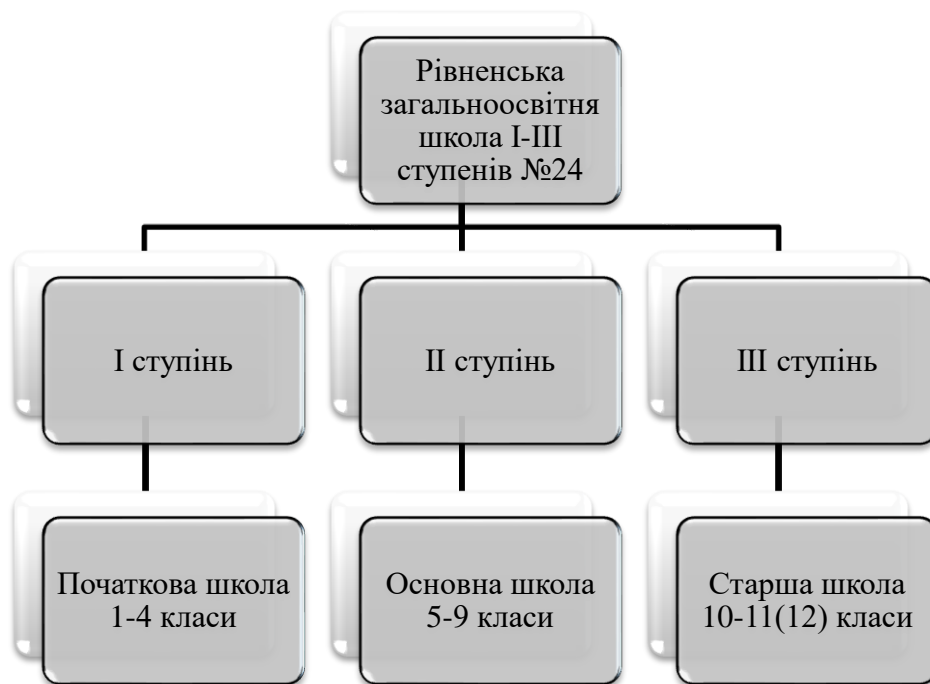 Рівненська
загальноосвітня
школа І-ІІІ
ступенів №24
І ступінь
ІІ ступінь
ІІІ ступінь
Початкова школа
1-4 класи
Основна школа
5-9 класи
Старша школа
10-11(12) класи